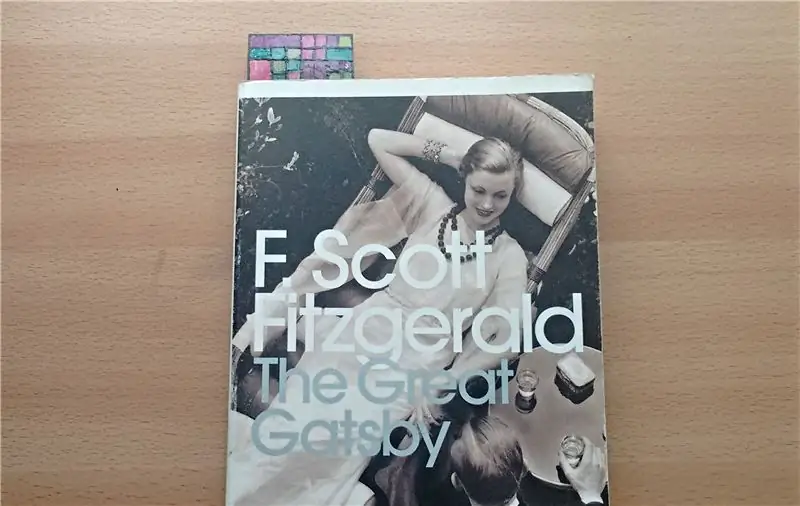 F. Scott
Fitzgerald
The Great
Gatsby